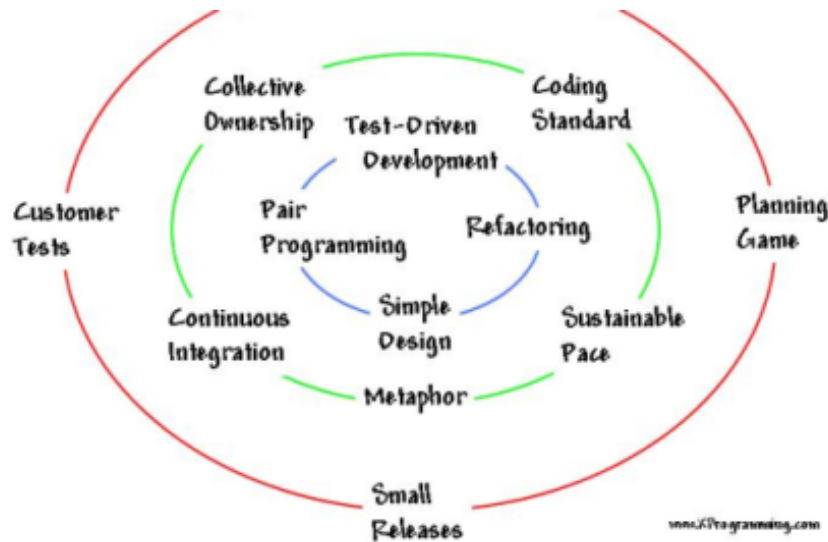 Collective
Ownership
Coding
Standard
Test-Driven
Development
Customer
Tests
Pair
Programming
Refactoring
Planning
Game
Continuous
Integration
Simple
Design
Sustainable
Pace
Metaphor
Small
Releases
www.XProgramming.com